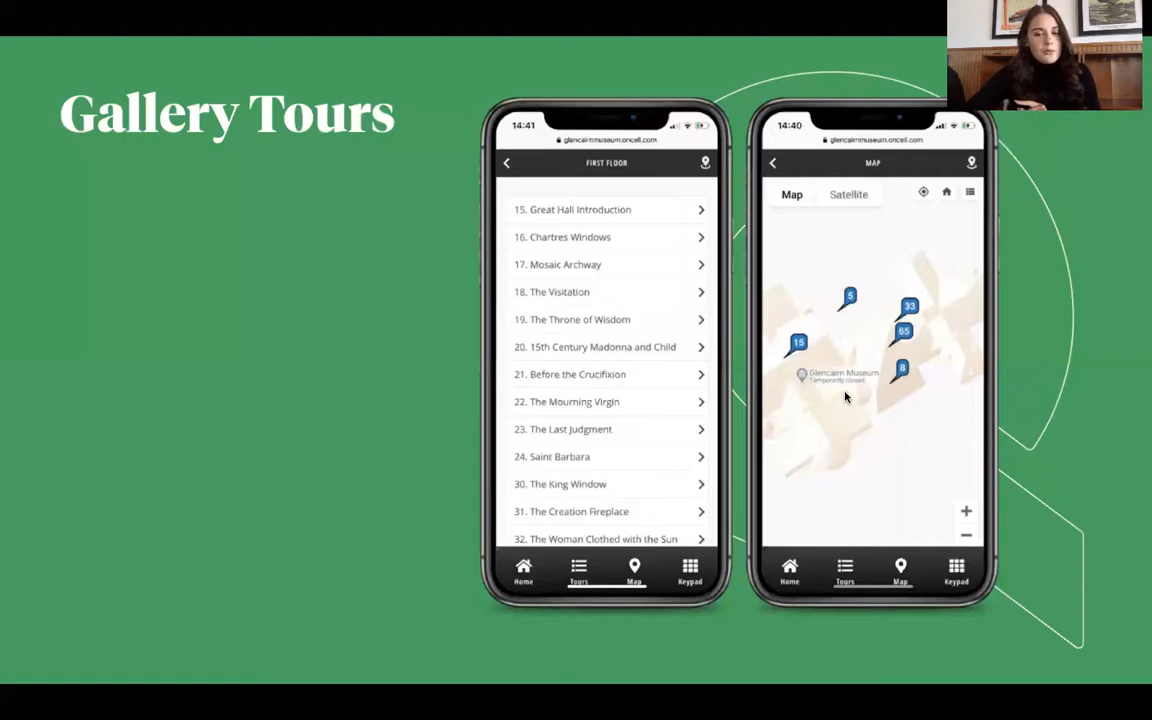 Gallery Tours
14:41
glencairnmuseum.oncell.com
FIRST FLOOR
15. Great Hall Introduction
16. Chartres Windows
17. Mosaic Archway
18. The Visitation
19. The Throne of Wisdom
20. 15th Century Madonna and Child
21. Before the Crucifixion
22. The Mourning Virgin
23. The Last Judgment
24. Saint Barbara
30. The King Window
31. The Creation Fireplace
32. The Woman Clothed with the Sun
Home Tours Map Keypad
14:40
glencairnmuseum.oncell.com
MAP
Map Satellite
5
33
65
15
8
Glencairn Museum
Temporarily closed
+
−
Home Tours Map Keypad